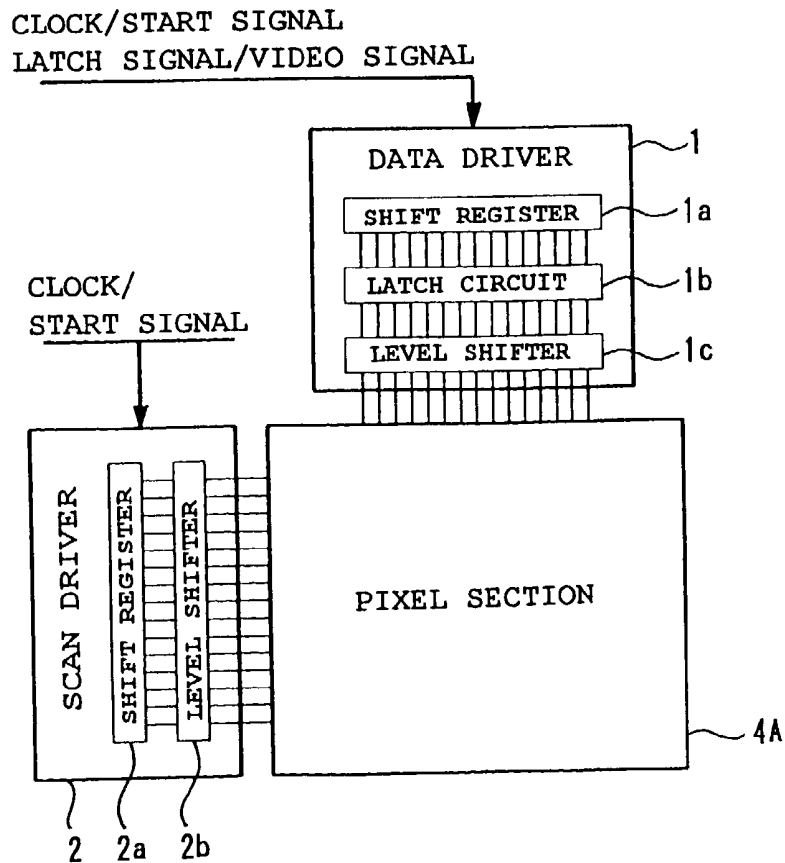 CLOCK/START SIGNAL
LATCH SIGNAL/VIDEO SIGNAL
DATA DRIVER
1
SHIFT REGISTER
1a
LATCH CIRCUIT
1b
LEVEL SHIFTER
1c
CLOCK/
START SIGNAL
SCAN DRIVER
SHIFT REGISTER
LEVEL SHIFTER
PIXEL SECTION
4A
2
2a
2b